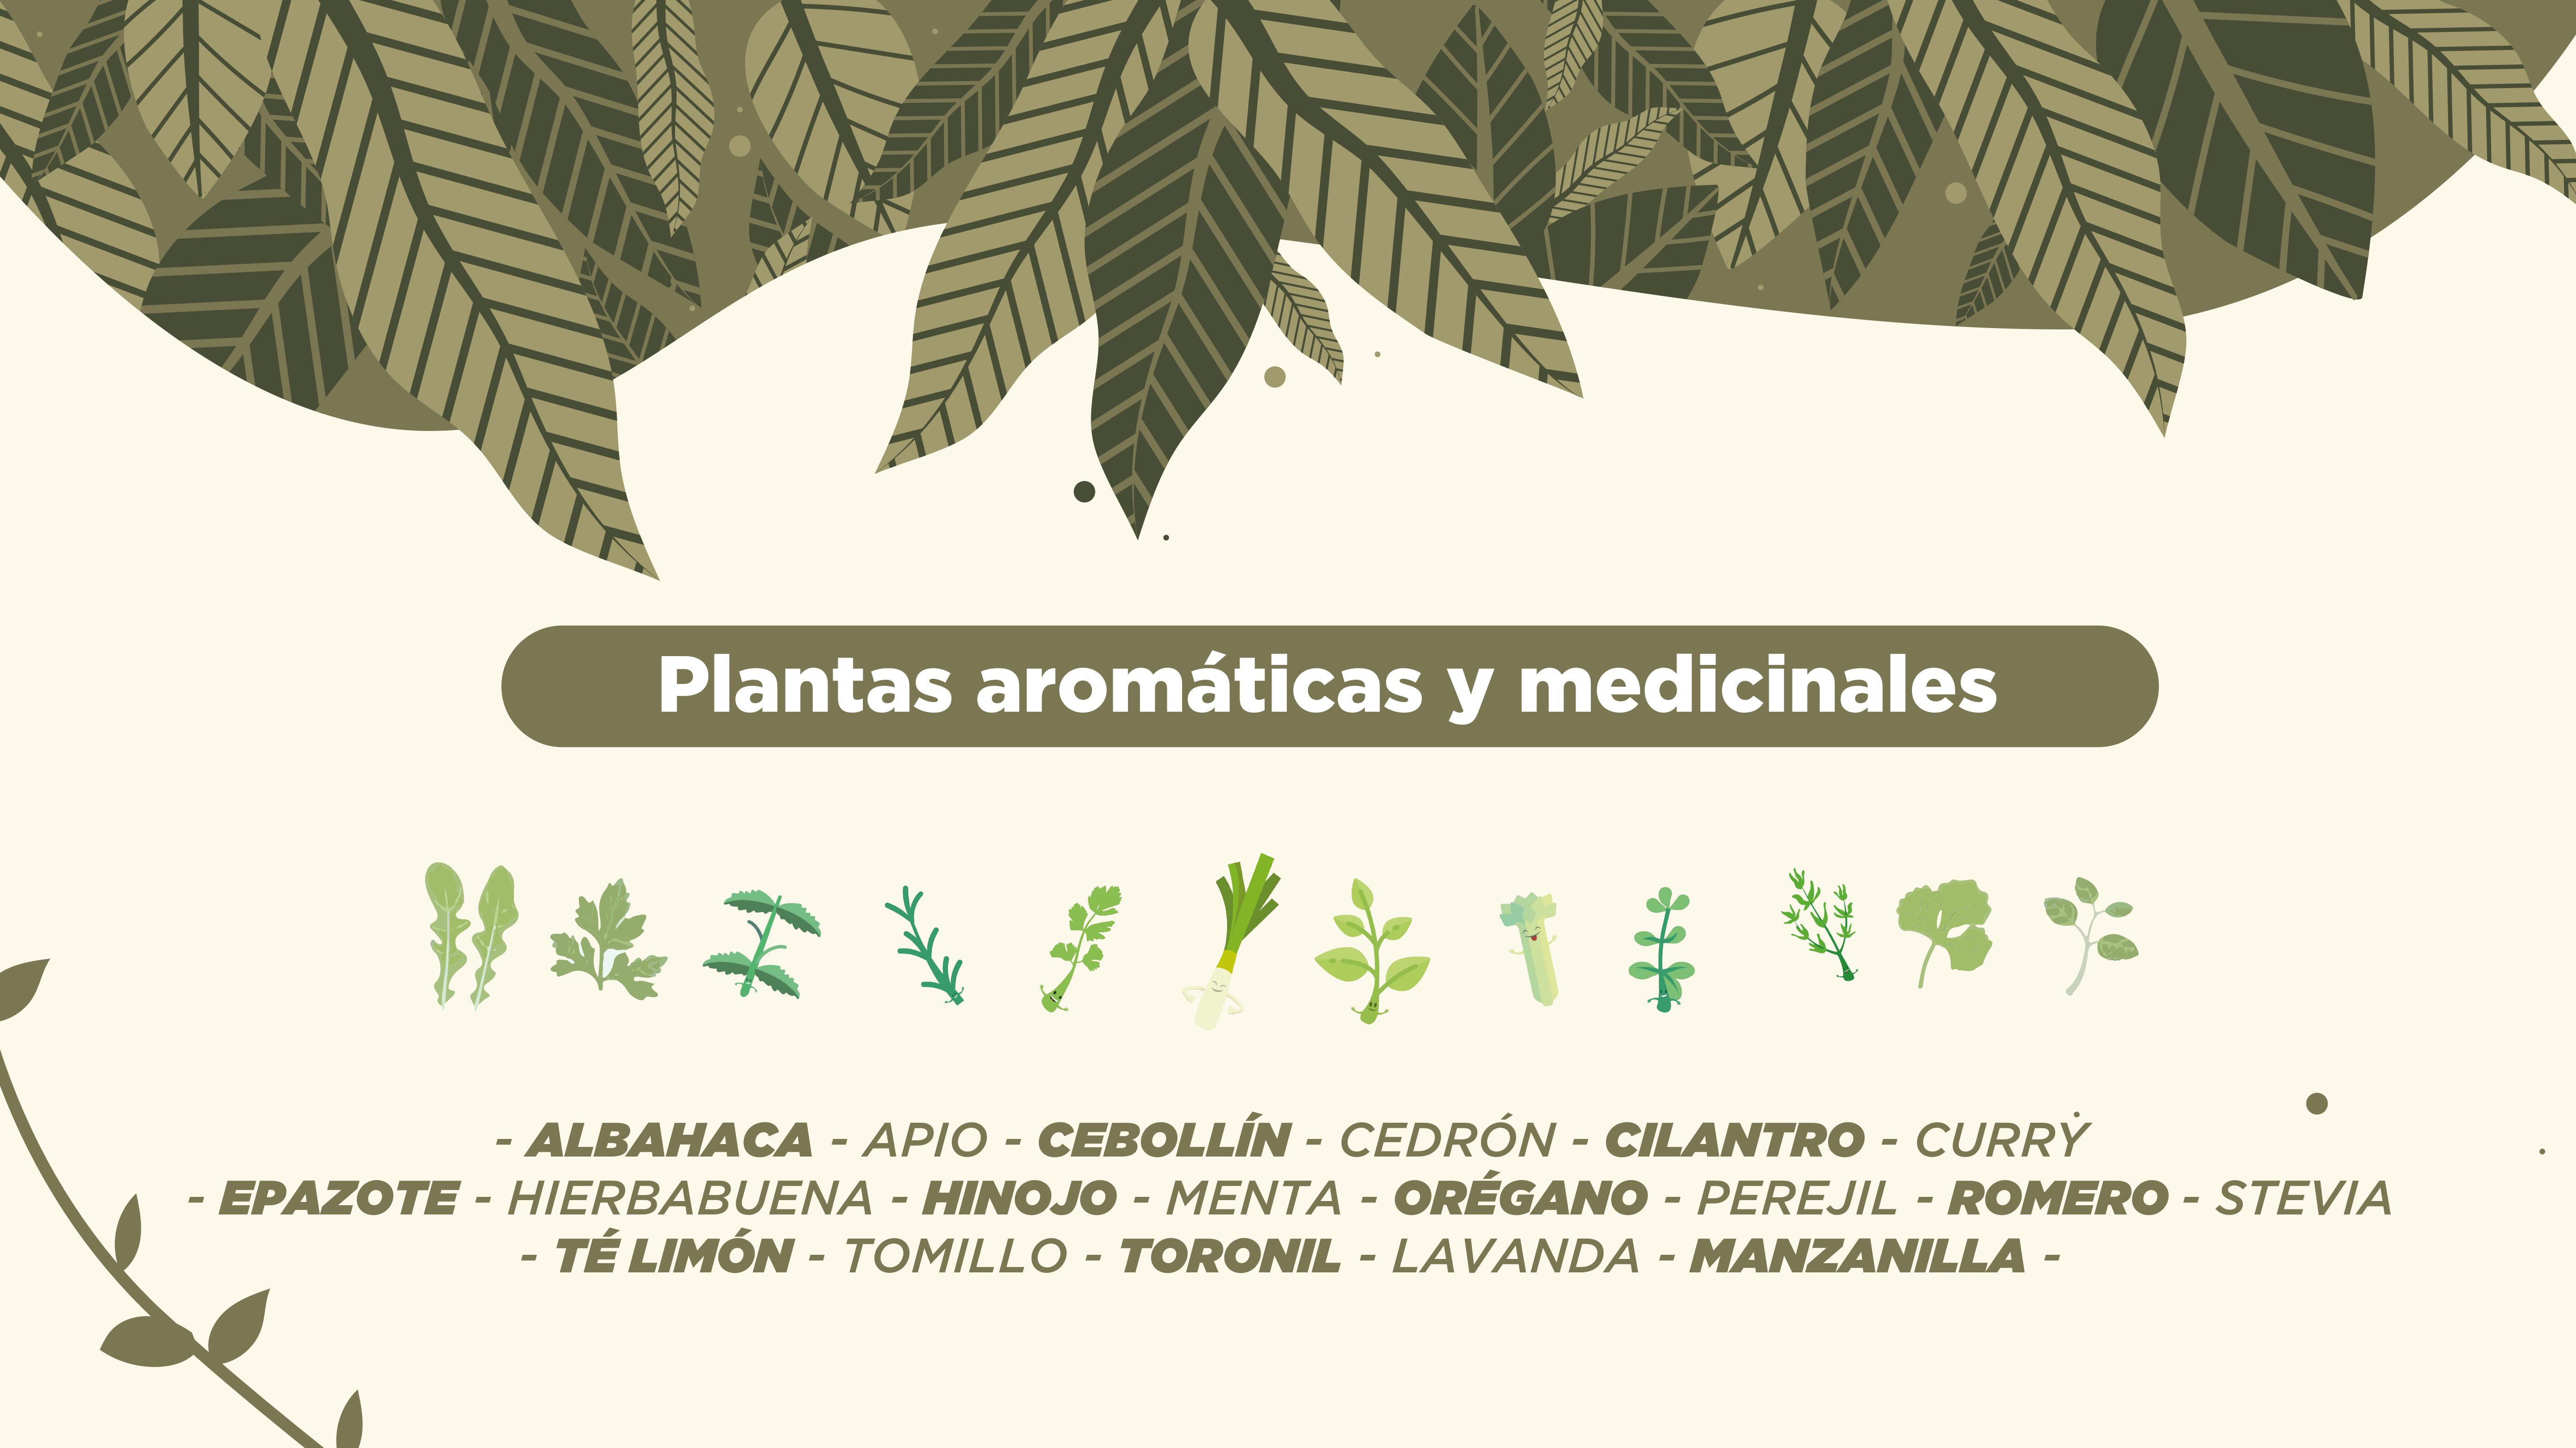 Plantas aromáticas y medicinales
- ALBAHACA - APIO - CEBOLLÍN - CEDRÓN - CILANTRO - CURRY
- EPAZOTE - HIERBABUENA - HINOJO - MENTA - ORÉGANO - PEREJIL - ROMERO - STEVIA
- TÉ LIMÓN - TOMILLO - TORONIL - LAVANDA - MANZANILLA -